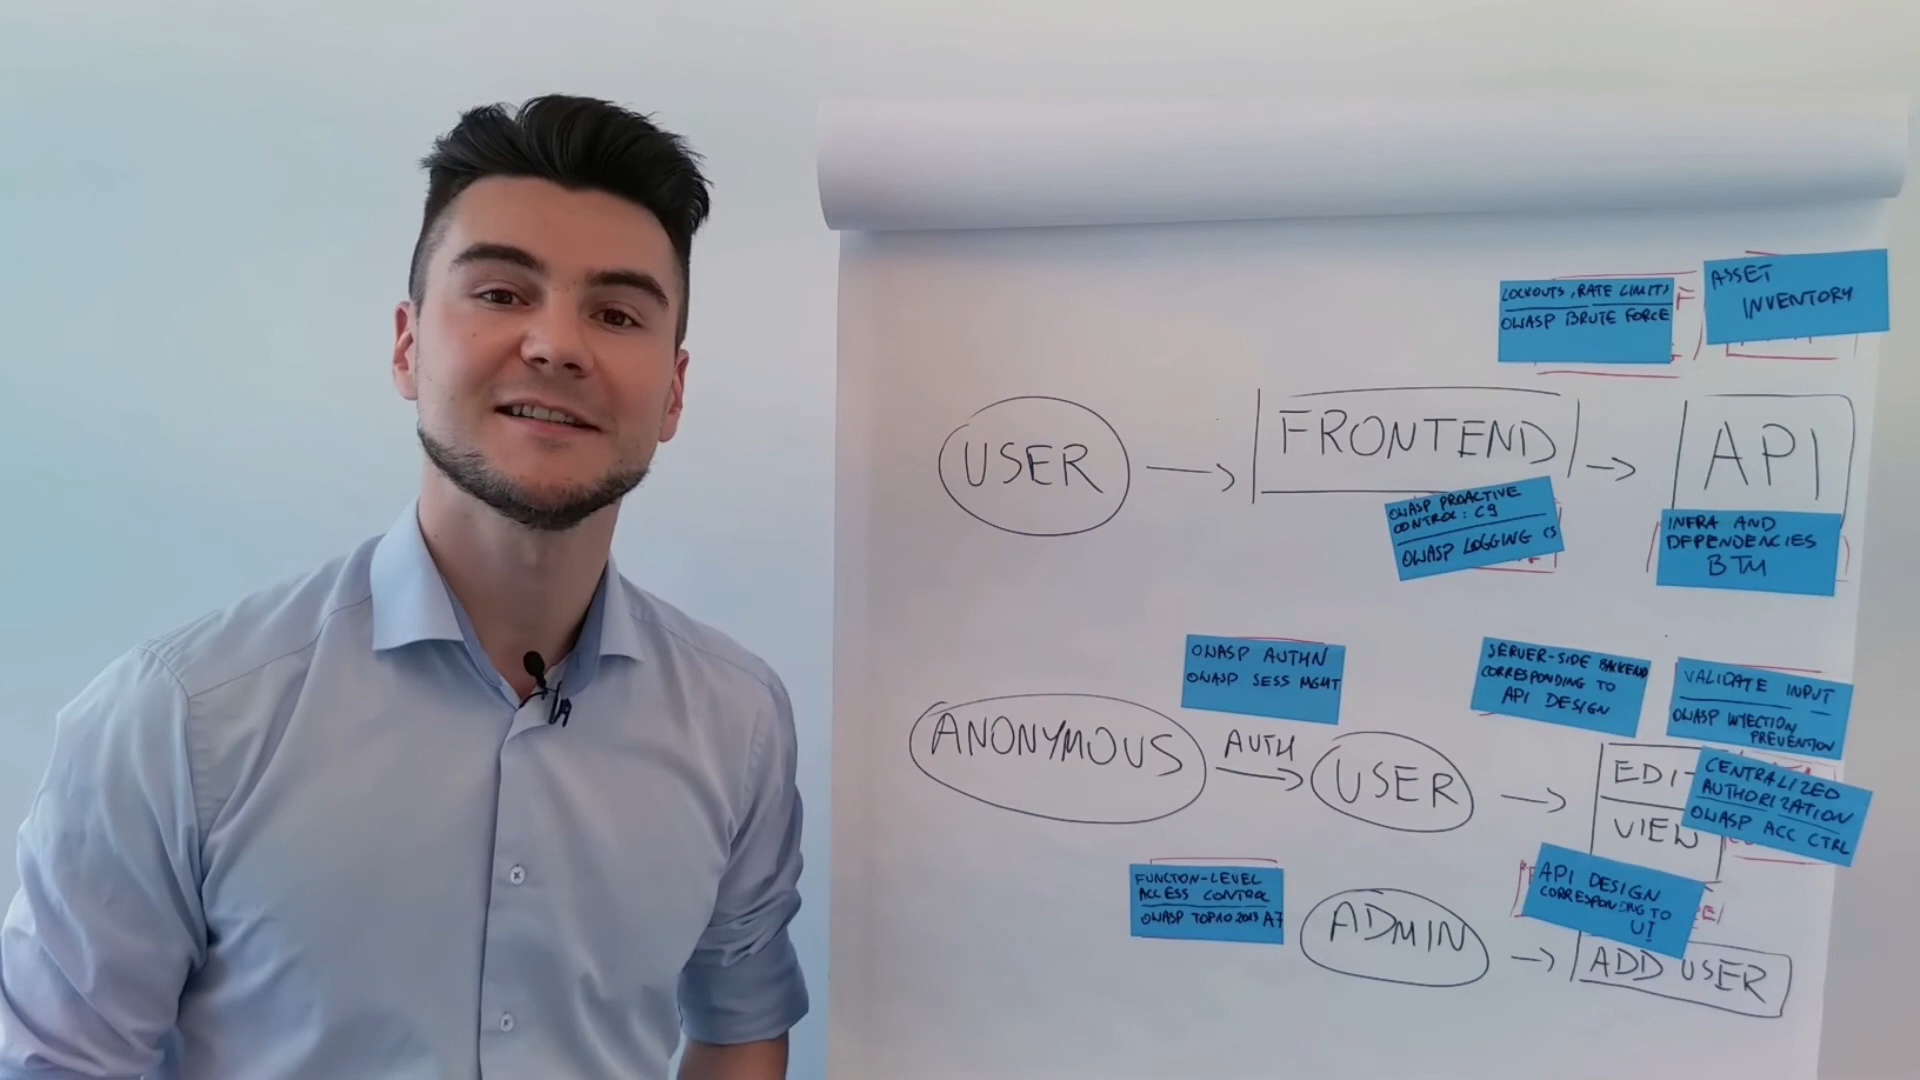 LOCKOUTS, RATE LIMITS
OWASP BRUTE FORCE
ASSET
INVENTORY
USER
FRONTEND
API
OWASP PROACTIVE
CONTROL: C9
OWASP LOGGING CS
INFRA AND
DEPENDENCIES
BTM
OWASP AUTHN
OWASP SESS MGMT
SERVER-SIDE BACKEND
CORRESPONDING TO
API DESIGN
VALIDATE INPUT
OWASP INJECTION
PREVENTION
ANONYMOUS
AUTH
USER
EDI
VIEW
CENTRALIZED
AUTHORIZATION
OWASP ACC CTRL
FUNCTION-LEVEL
ACCESS CONTROL
OWASP TOP10 2013 A7
ADMIN
API DESIGN
CORRESPONDING TO
UI
ADD USER